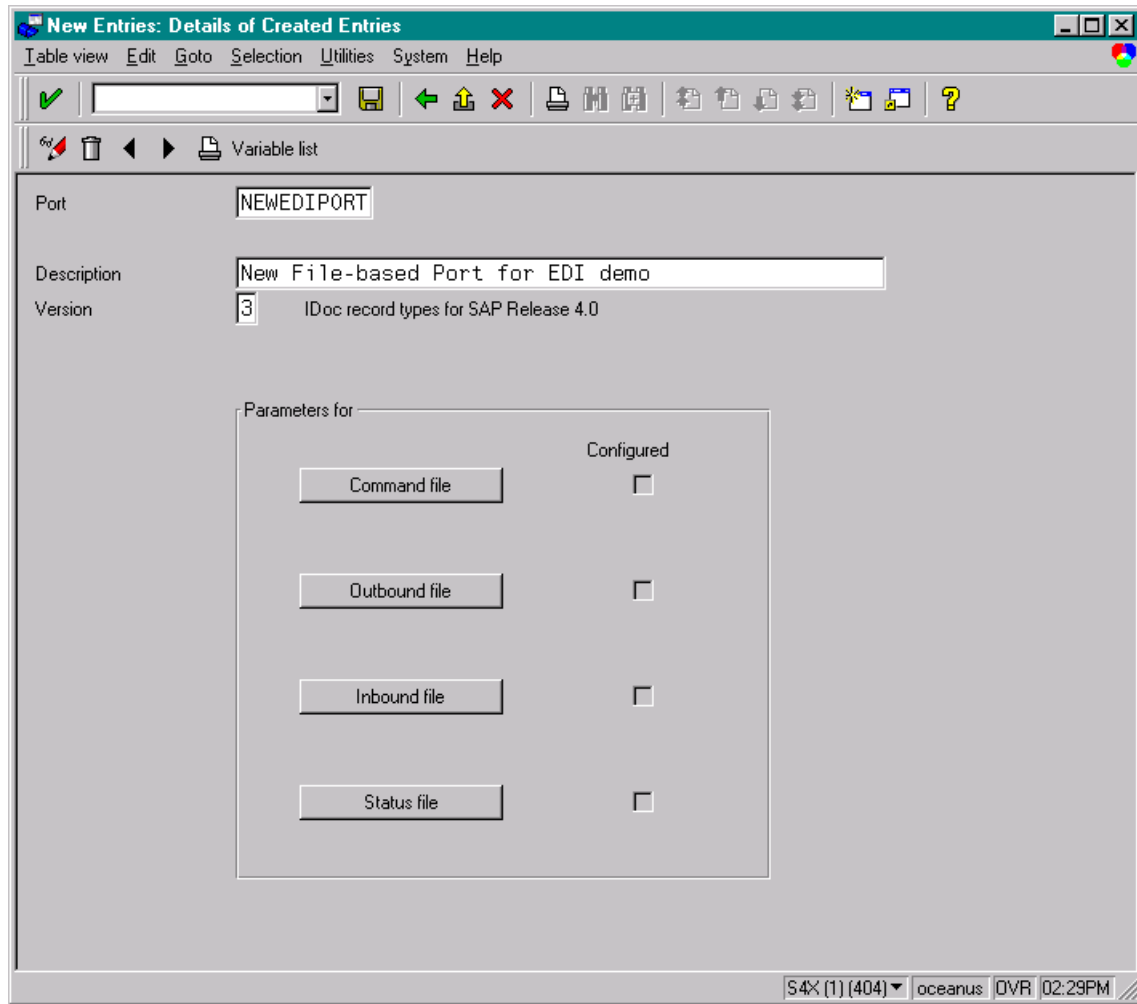 New Entries: Details of Created Entries
Table view Edit Goto Selection Utilities System Help
Variable list
Port NEWEDIPORT
Description New File-based Port for EDI demo
Version 3 IDoc record types for SAP Release 4.0
Parameters for
Configured
Command file
Outbound file
Inbound file
Status file
S4X (1) (404) oceanus OVR 02:29PM